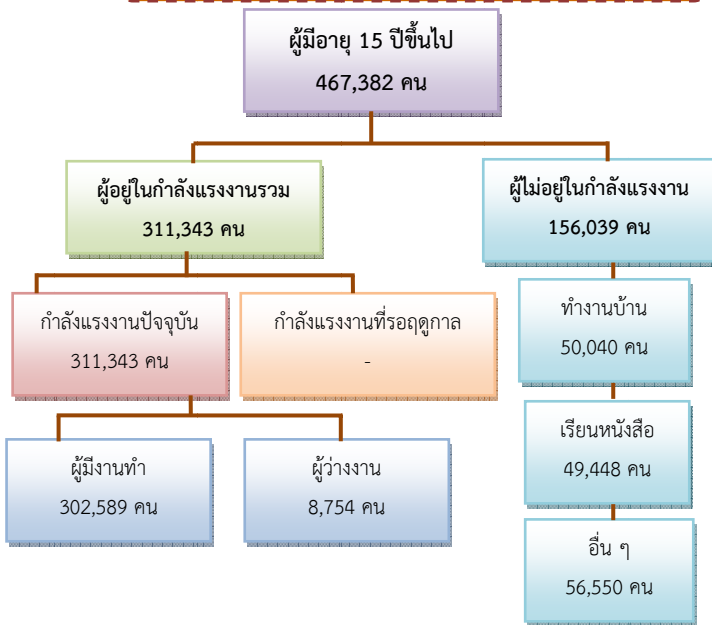 ผู้มีอายุ 15 ปีขึ้นไป
467,382 คน
ผู้อยู่ในกำลังแรงงานรวม
311,343 คน
ผู้ไม่อยู่ในกำลังแรงงาน
156,039 คน
กำลังแรงงานปัจจุบัน
311,343 คน
กำลังแรงงานที่รอฤดูกาล
-
ทำงานบ้าน
50,040 คน
ผู้มีงานทำ
302,589 คน
ผู้ว่างงาน
8,754 คน
เรียนหนังสือ
49,448 คน
อื่น ๆ
56,550 คน